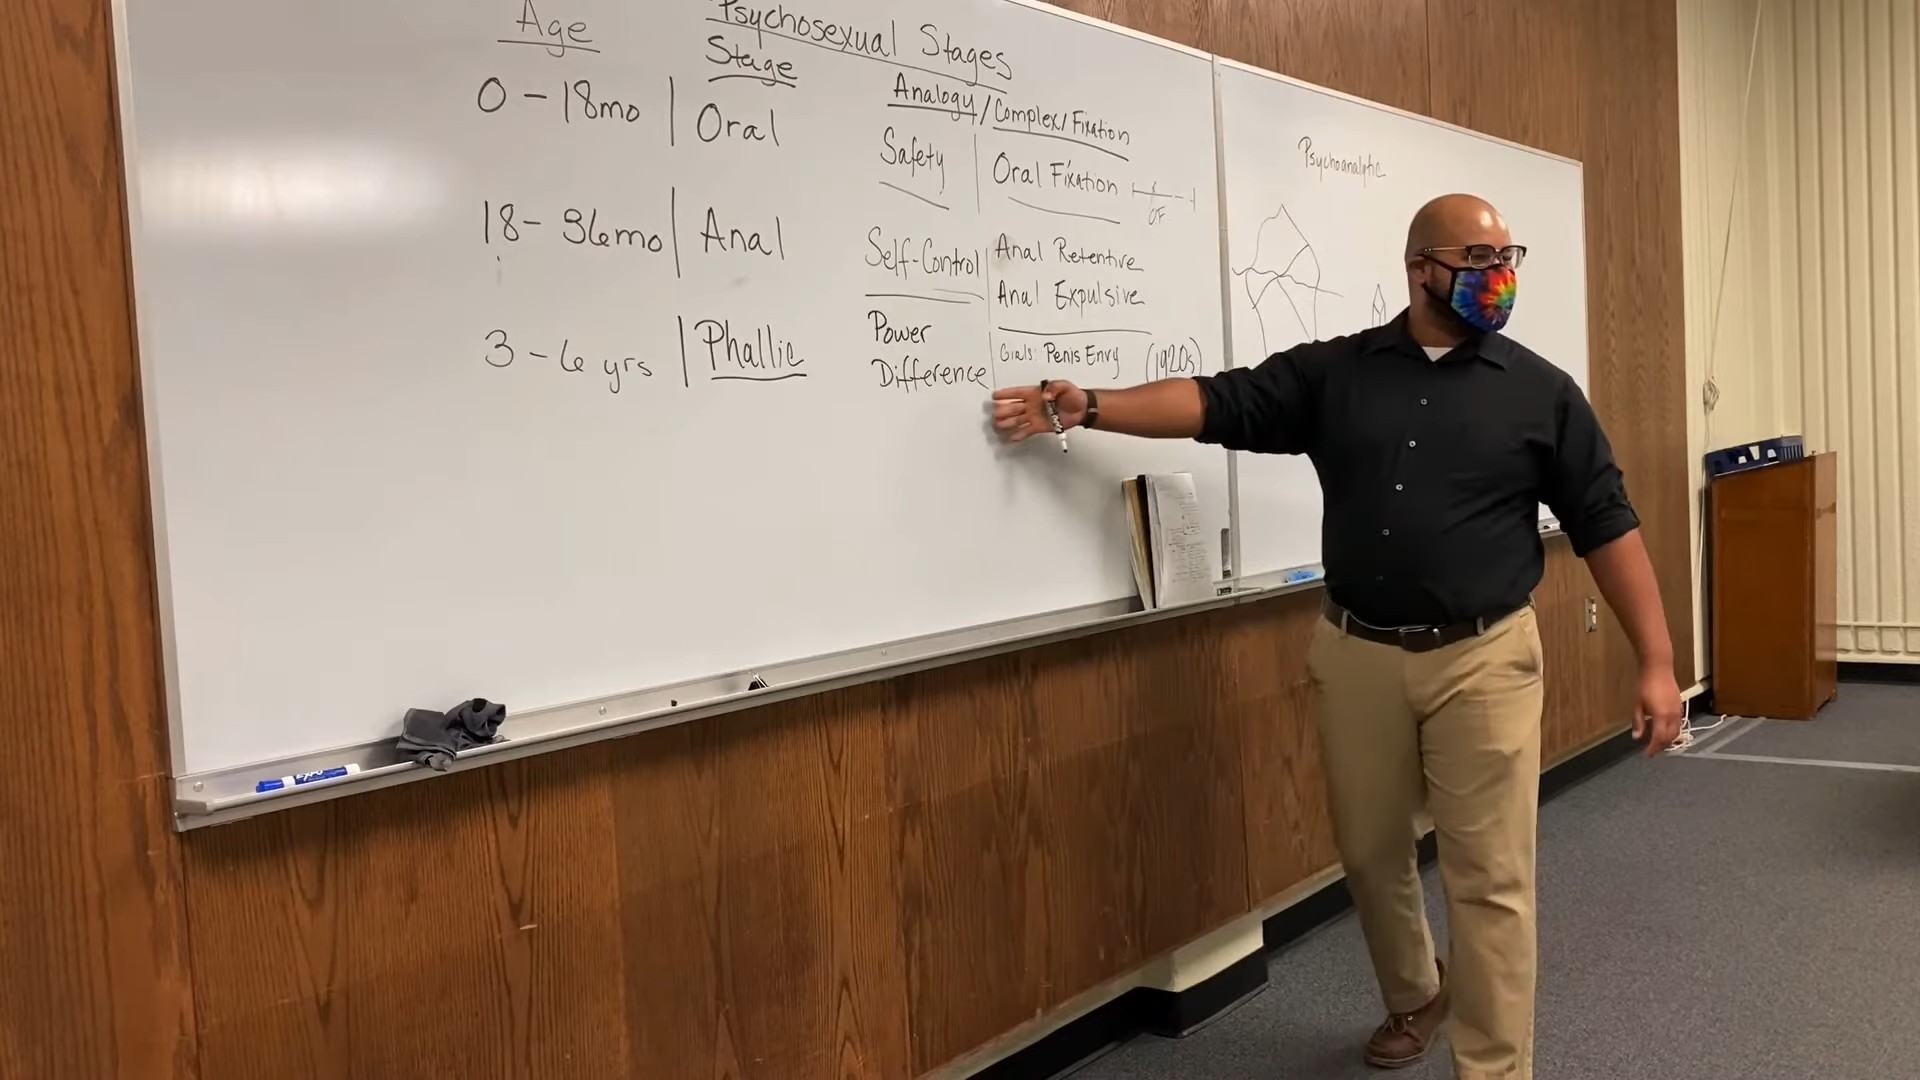 Age
Psychosexual Stages
Stage
Analogy/Complex/Fixation
0-18mo | Oral
Safety
Oral Fixation
OF
18-36mo | Anal
Self-Control
Anal Retentive
Anal Expulsive
3-6 yrs | Phallic
Power
Difference
Girls: Penis Envy (1920s)
Psychoanalytic
EXPO